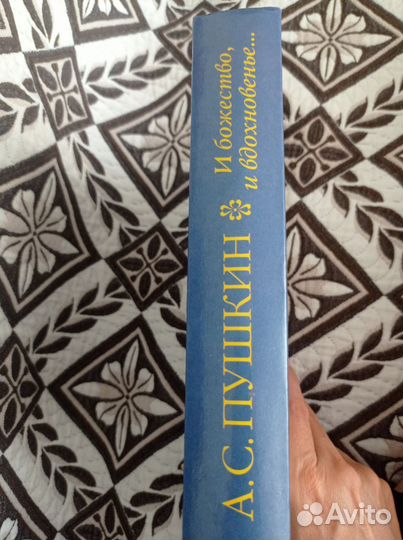 А. С. ПУШКИН
И божество,
и вдохновенье...
Avito